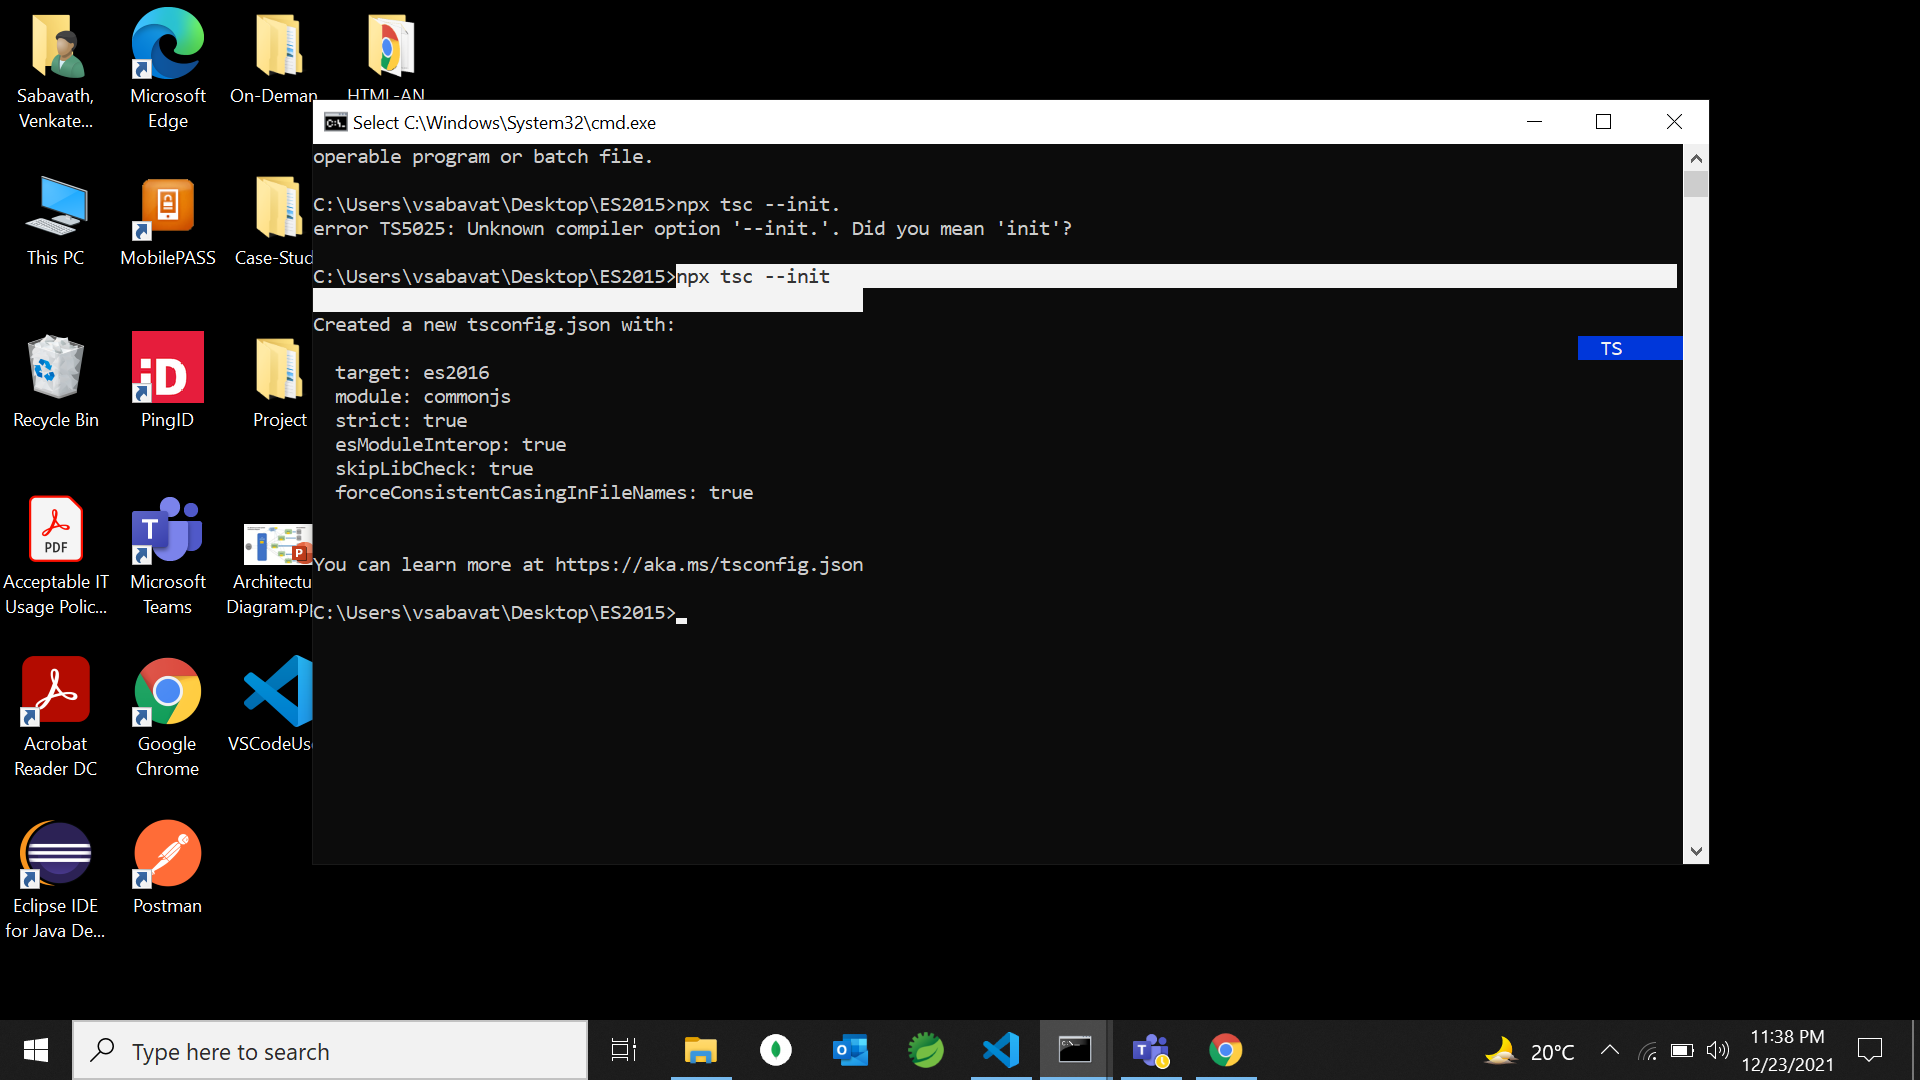 Sabavath,
Venkate...
Microsoft
Edge
On-Deman
HTML-AN
This PC
MobilePASS
Case-Stud
Recycle Bin
iD
PingID
Project
PDF
Acceptable IT
Usage Polic...
T
Microsoft
Teams
P
Architectu
Diagram.pp
Acrobat
Reader DC
Google
Chrome
VSCodeUse
Eclipse IDE
for Java De...
Postman
Select C:\Windows\System32\cmd.exe
operable program or batch file.
C:\Users\vsabavat\Desktop\ES2015>npx tsc --init.
error TS5025: Unknown compiler option '--init.'. Did you mean 'init'?
C:\Users\vsabavat\Desktop\ES2015>npx tsc --init
Created a new tsconfig.json with:
TS
target: es2016
module: commonjs
strict: true
esModuleInterop: true
skipLibCheck: true
forceConsistentCasingInFileNames: true
You can learn more at https://aka.ms/tsconfig.json
C:\Users\vsabavat\Desktop\ES2015>
Type here to search
20°C
11:38 PM
12/23/2021